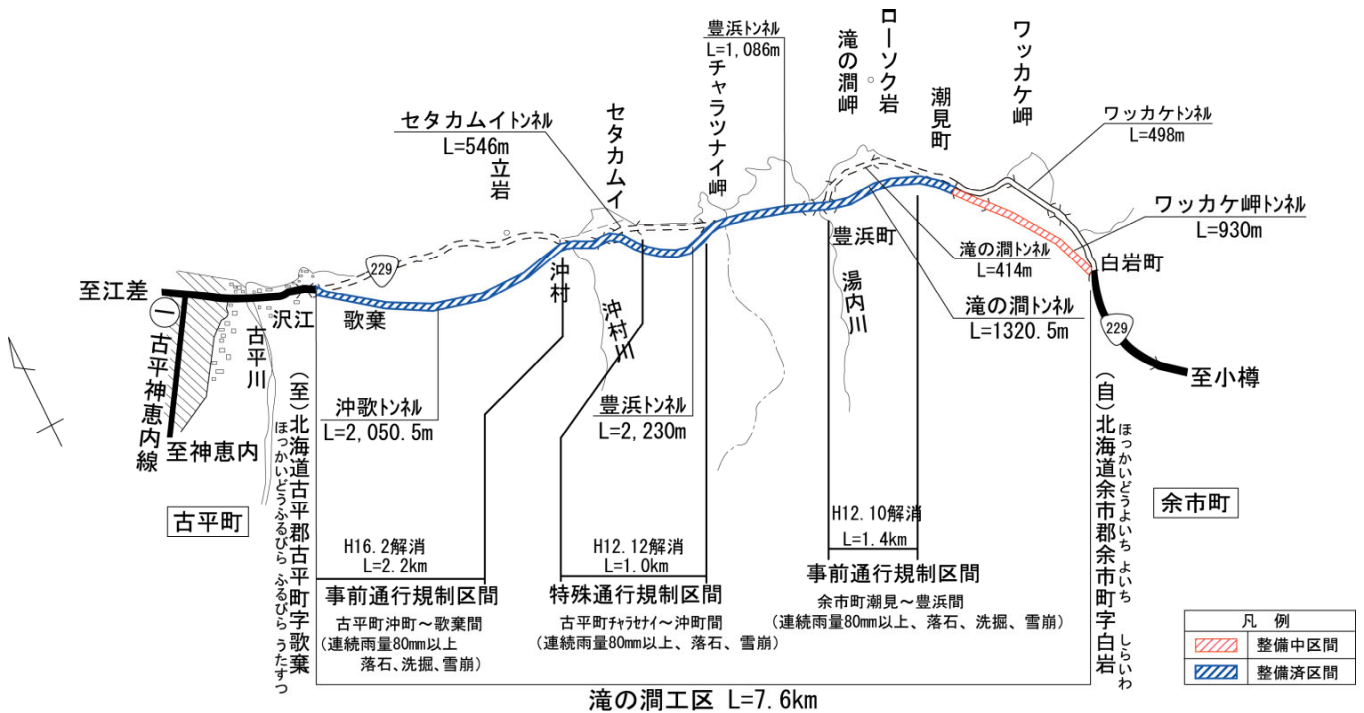 豊浜トンネル
L=1,086m
滝の澗岬
ローソク岩
潮見町
ワッカケ岬
チャラツナイ岬
セタカムイトンネル
L=546m
立岩
セタカムイ
ワッカケトンネル
L=498m
ワッカケ岬トンネル
L=930m
白岩町
豊浜町
滝の澗トンネル
L=414m
滝の澗トンネル
L=1320.5m
湯内川
沖村
沖村川
229
至江差
沢江
歌棄
一
古平神恵内線
古平川
至神恵内
229
至小樽
沖歌トンネル
L=2,050.5m
豊浜トンネル
L=2,230m
古平町
余市町
(至)北海道古平郡古平町字歌棄
ほっかいどうふるびら ふるびら うたすつ
(自)北海道余市郡余市町字白岩
ほっかいどうよいち よいち しらいわ
H16.2解消
L=2.2km
事前通行規制区間
古平町沖町～歌棄間
(連続雨量80mm以上
落石、洗掘、雪崩)
H12.12解消
L=1.0km
特殊通行規制区間
古平町チャラセナイ～沖町間
(連続雨量80mm以上、落石、雪崩)
H12.10解消
L=1.4km
事前通行規制区間
余市町潮見～豊浜間
(連続雨量80mm以上、落石、洗掘、雪崩)
凡 例
整備中区間
整備済区間
滝の澗工区 L=7.6km